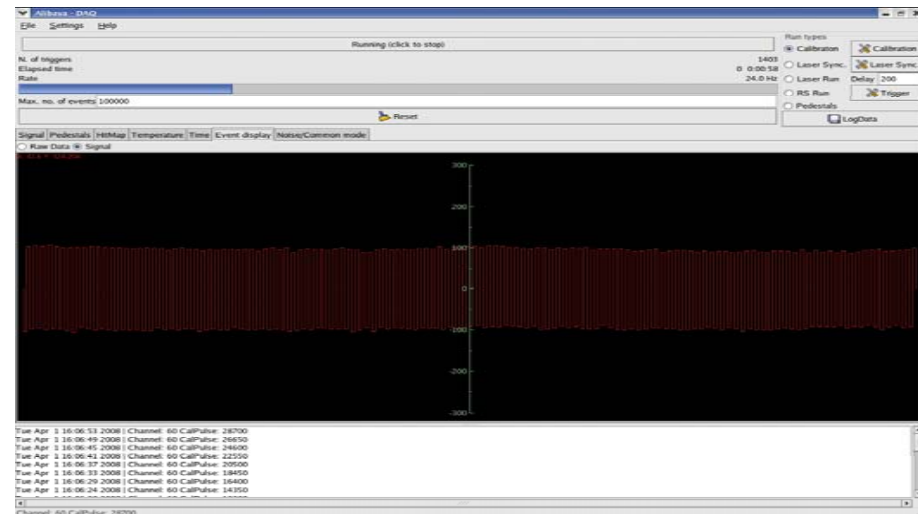 Alibava - DAQ
File Settings Help
Running (click to stop)
N. of triggers 1403
Elapsed time 0 0:00:58
Rate 24.0 Hz
Max. no. of events 100000
Reset
Run types
Calibration Calibration
Laser Sync. Laser Sync.
Laser Run Delay 200
RS Run Trigger
Pedestals
LogData
Signal Pedestals HitMap Temperature Time Event display Noise/Common mode
Raw Data Signal
300
200
100
0
-100
-200
-300
Tue Apr 1 16:06:53 2008 | Channel: 60 CalPulse: 28700
Tue Apr 1 16:06:49 2008 | Channel: 60 CalPulse: 26650
Tue Apr 1 16:06:45 2008 | Channel: 60 CalPulse: 24600
Tue Apr 1 16:06:41 2008 | Channel: 60 CalPulse: 22550
Tue Apr 1 16:06:37 2008 | Channel: 60 CalPulse: 20500
Tue Apr 1 16:06:33 2008 | Channel: 60 CalPulse: 18450
Tue Apr 1 16:06:29 2008 | Channel: 60 CalPulse: 16400
Tue Apr 1 16:06:24 2008 | Channel: 60 CalPulse: 14350
Channel: 60 CalPulse: 28700